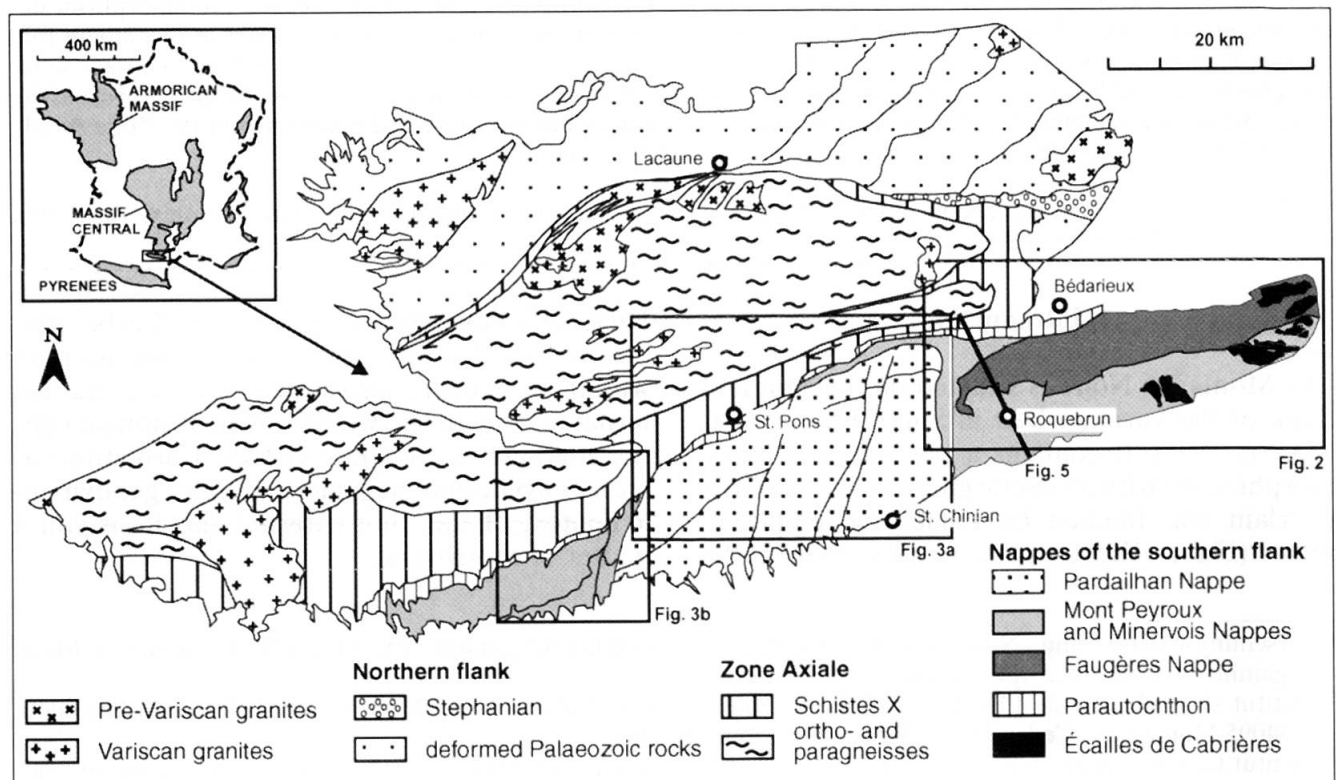 400 km
ARMORICAN
MASSIF
MASSIF
CENTRAL
PYRENEES
N
20 km
Lacaune
Bédarieux
St. Pons
Roquebrun
St. Chinian
Fig. 5
Fig. 2
Fig. 3a
Fig. 3b
Pre-Variscan granites
Variscan granites
Northern flank
Stephanian
deformed Palaeozoic rocks
Zone Axiale
Schistes X
ortho- and
paragneisses
Nappes of the southern flank
Pardailhan Nappe
Mont Peyroux
and Minervois Nappes
Faugères Nappe
Parautochthon
Écailles de Cabrières